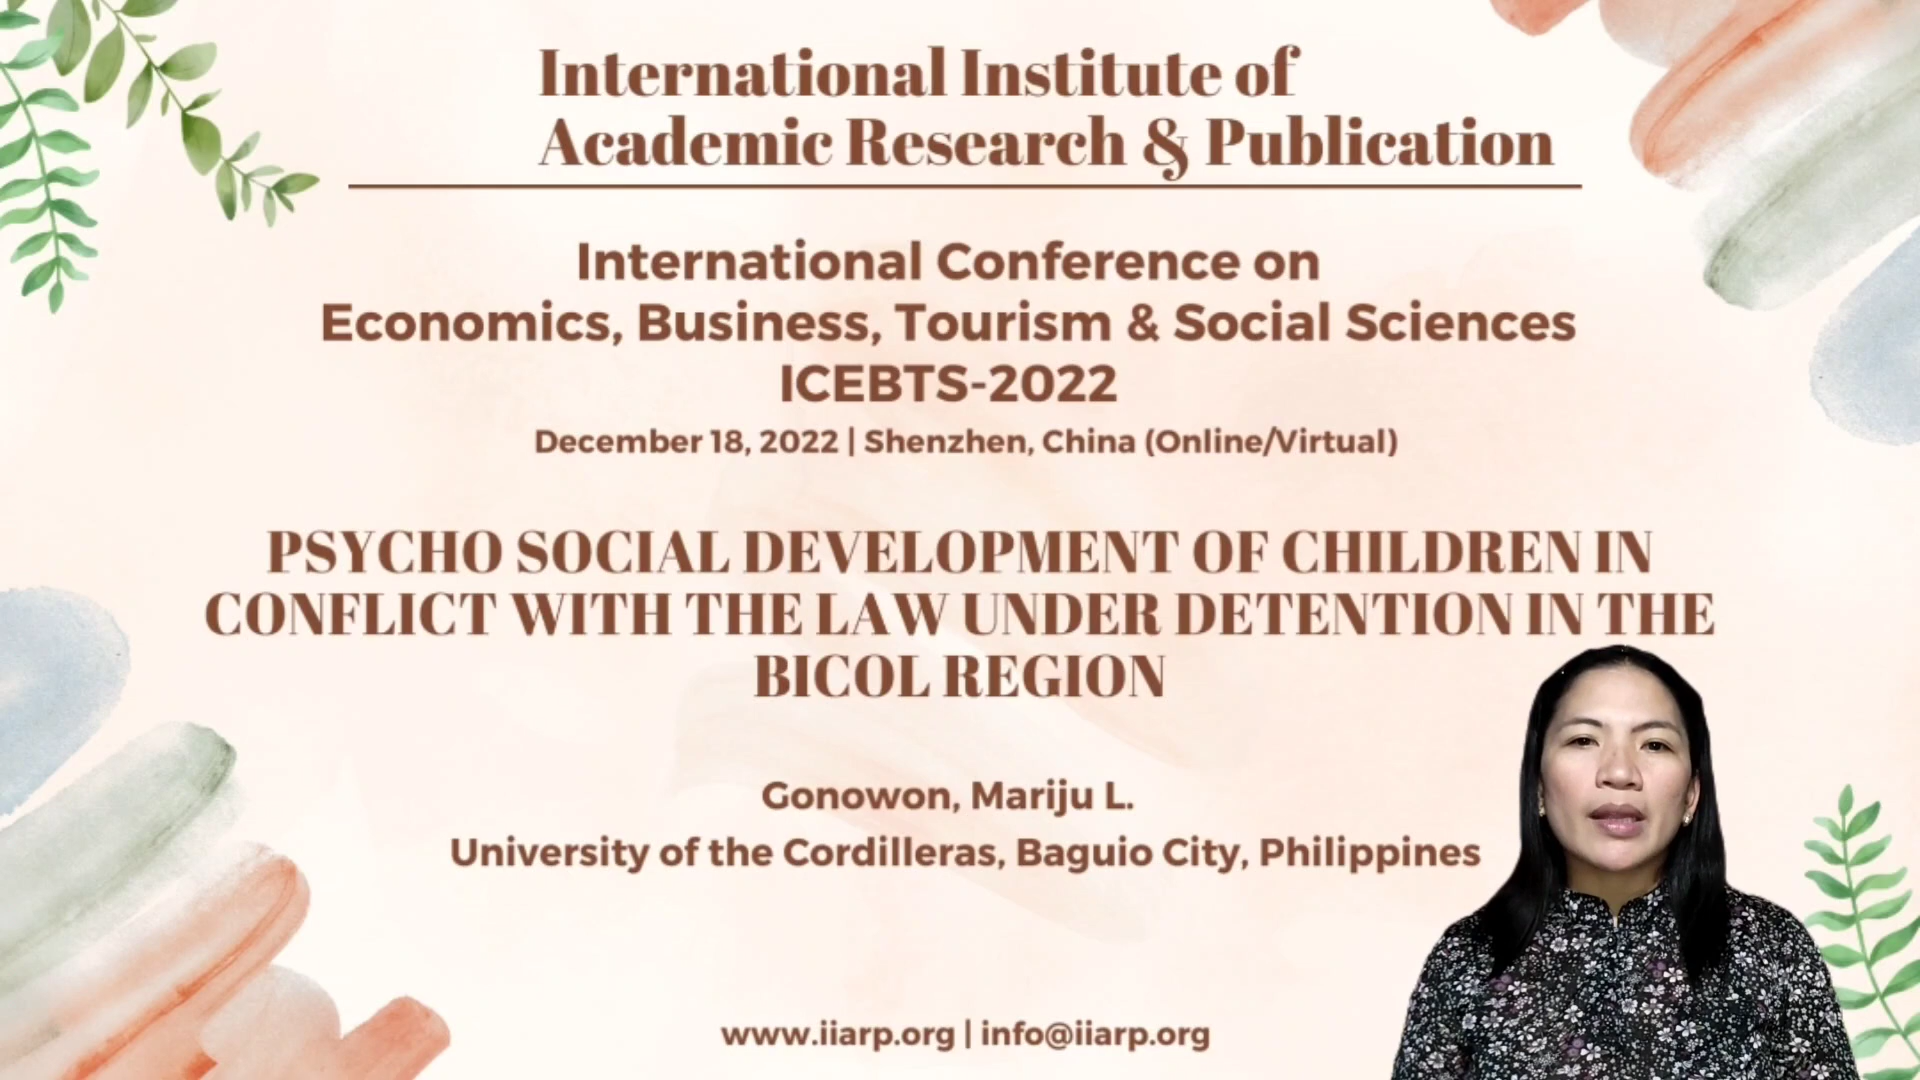 International Institute of
Academic Research & Publication
International Conference on
Economics, Business, Tourism & Social Sciences
ICEBTS-2022
December 18, 2022 | Shenzhen, China (Online/Virtual)
PSYCHO SOCIAL DEVELOPMENT OF CHILDREN IN
CONFLICT WITH THE LAW UNDER DETENTION IN THE
BICOL REGION
Gonowon, Mariju L.
University of the Cordilleras, Baguio City, Philippines
www.iiarp.org | info@iiarp.org